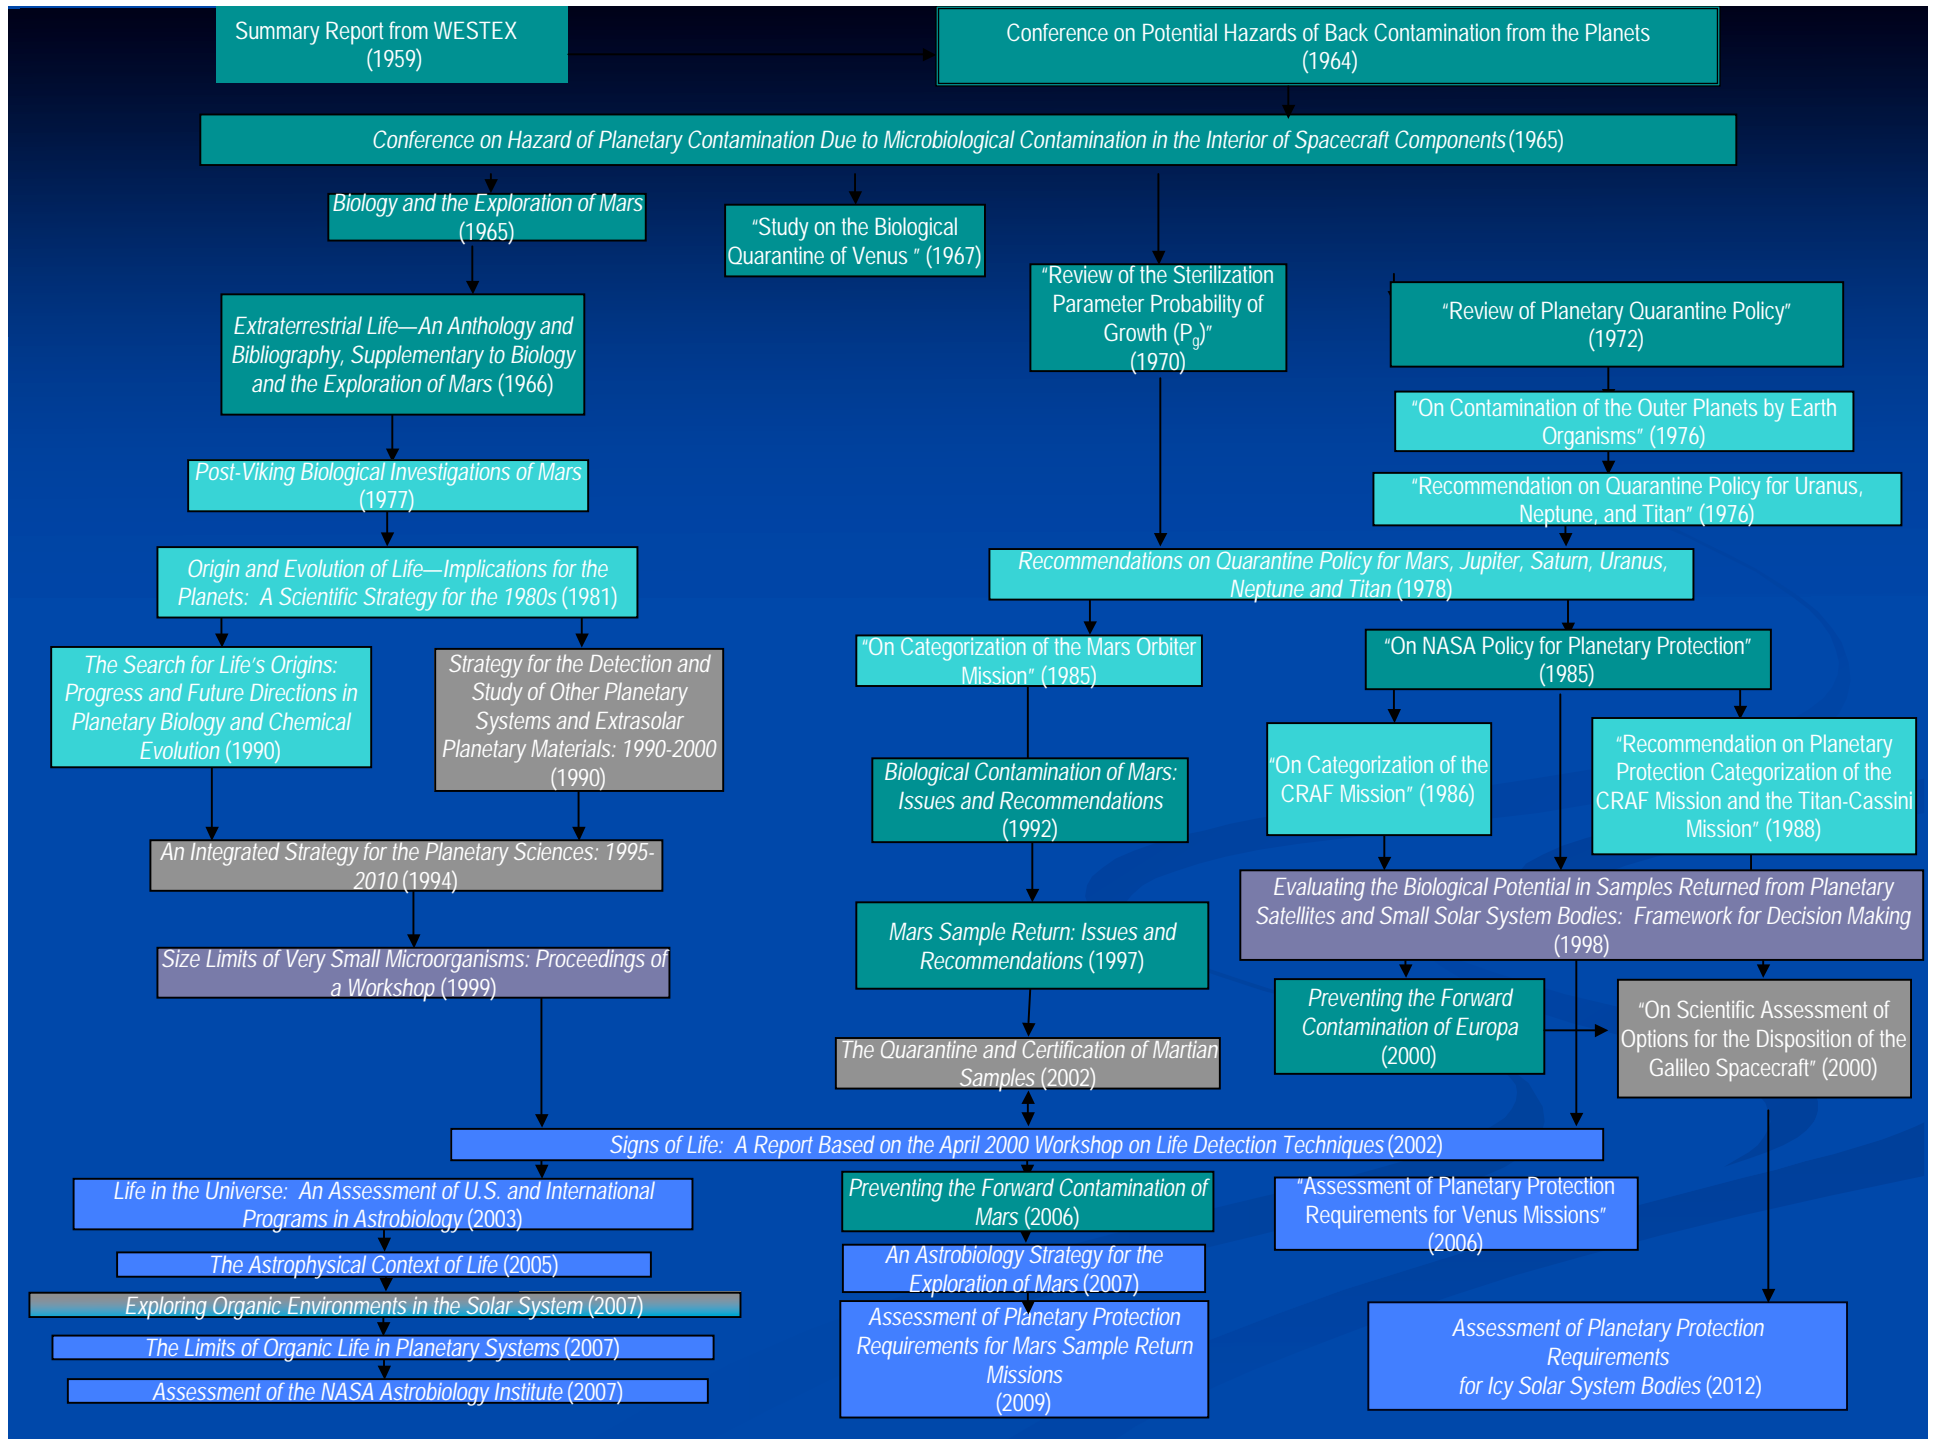 Summary Report from WESTEX
(1959)
Conference on Potential Hazards of Back Contamination from the Planets
(1964)
Conference on Hazard of Planetary Contamination Due to Microbiological Contamination in the Interior of Spacecraft Components (1965)
Biology and the Exploration of Mars
(1965)
“Study on the Biological
Quarantine of Venus ” (1967)
“Review of the Sterilization
Parameter Probability of
Growth (Pg)”
(1970)
“Review of Planetary Quarantine Policy”
(1972)
Extraterrestrial Life—An Anthology and
Bibliography, Supplementary to Biology
and the Exploration of Mars (1966)
“On Contamination of the Outer Planets by Earth
Organisms” (1976)
Post-Viking Biological Investigations of Mars
(1977)
“Recommendation on Quarantine Policy for Uranus,
Neptune, and Titan” (1976)
Origin and Evolution of Life—Implications for the
Planets:  A Scientific Strategy for the 1980s (1981)
Recommendations on Quarantine Policy for Mars, Jupiter, Saturn, Uranus,
Neptune and Titan (1978)
The Search for Life’s Origins:
Progress and Future Directions in
Planetary Biology and Chemical
Evolution (1990)
Strategy for the Detection and
Study of Other Planetary
Systems and Extrasolar
Planetary Materials: 1990-2000
(1990)
“On Categorization of the Mars Orbiter
Mission” (1985)
“On NASA Policy for Planetary Protection”
(1985)
“On Categorization of the
CRAF Mission” (1986)
“Recommendation on Planetary
Protection Categorization of the
CRAF Mission and the Titan-Cassini
Mission” (1988)
Biological Contamination of Mars:
Issues and Recommendations
(1992)
An Integrated Strategy for the Planetary Sciences: 1995-
2010 (1994)
Evaluating the Biological Potential in Samples Returned from Planetary
Satellites and Small Solar System Bodies:  Framework for Decision Making
(1998)
Mars Sample Return: Issues and
Recommendations (1997)
Size Limits of Very Small Microorganisms: Proceedings of
a Workshop (1999)
Preventing the Forward
Contamination of Europa
(2000)
“On Scientific Assessment of
Options for the Disposition of the
Galileo Spacecraft” (2000)
The Quarantine and Certification of Martian
Samples (2002)
Signs of Life:  A Report Based on the April 2000 Workshop on Life Detection Techniques (2002)
Life in the Universe:  An Assessment of U.S. and International
Programs in Astrobiology (2003)
Preventing the Forward Contamination of
Mars (2006)
“Assessment of Planetary Protection
Requirements for Venus Missions”
(2006)
The Astrophysical Context of Life (2005)
An Astrobiology Strategy for the
Exploration of Mars (2007)
Exploring Organic Environments in the Solar System (2007)
The Limits of Organic Life in Planetary Systems (2007)
Assessment of the NASA Astrobiology Institute (2007)
Assessment of Planetary Protection
Requirements for Mars Sample Return
Missions
(2009)
Assessment of Planetary Protection
Requirements
for Icy Solar System Bodies (2012)